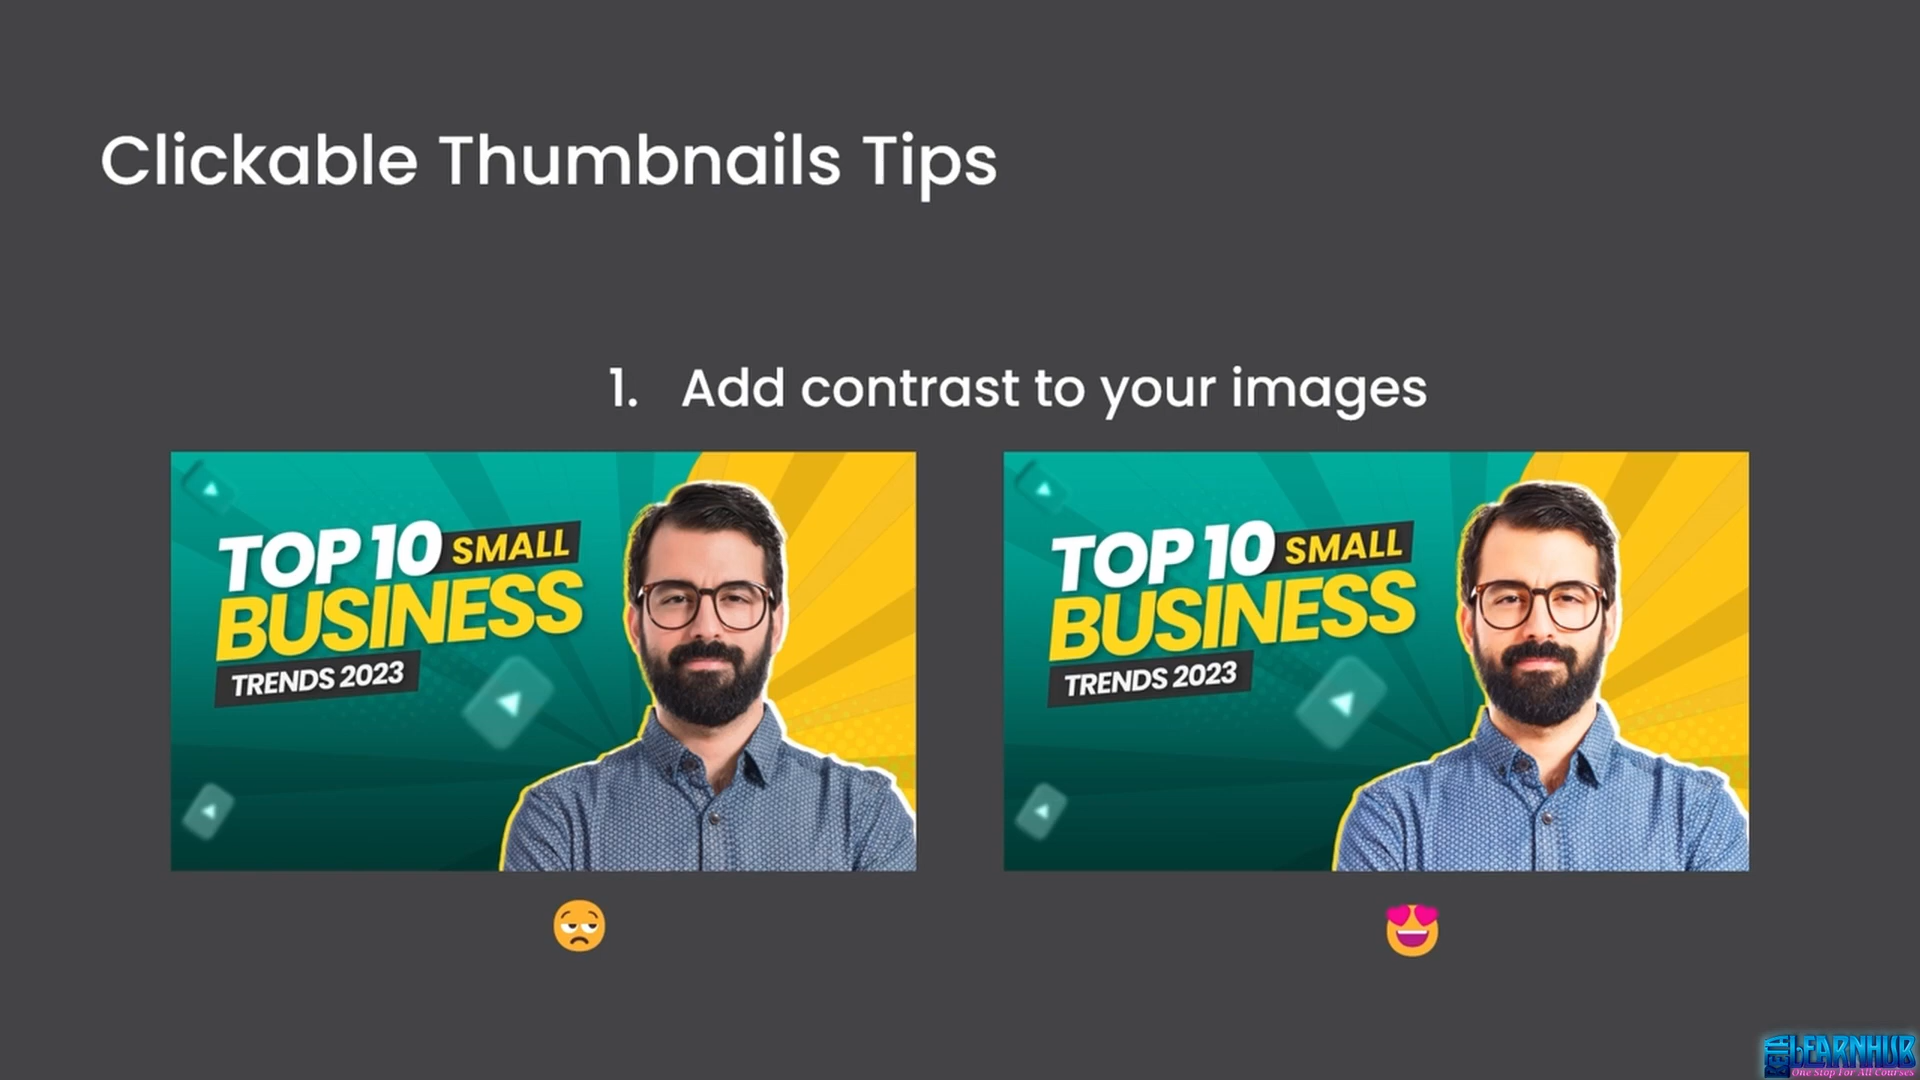 Clickable Thumbnails Tips
1. Add contrast to your images
TOP 10 SMALL
BUSINESS
TRENDS 2023
TOP 10 SMALL
BUSINESS
TRENDS 2023
BETA LEARNHUB
One Stop For All Courses